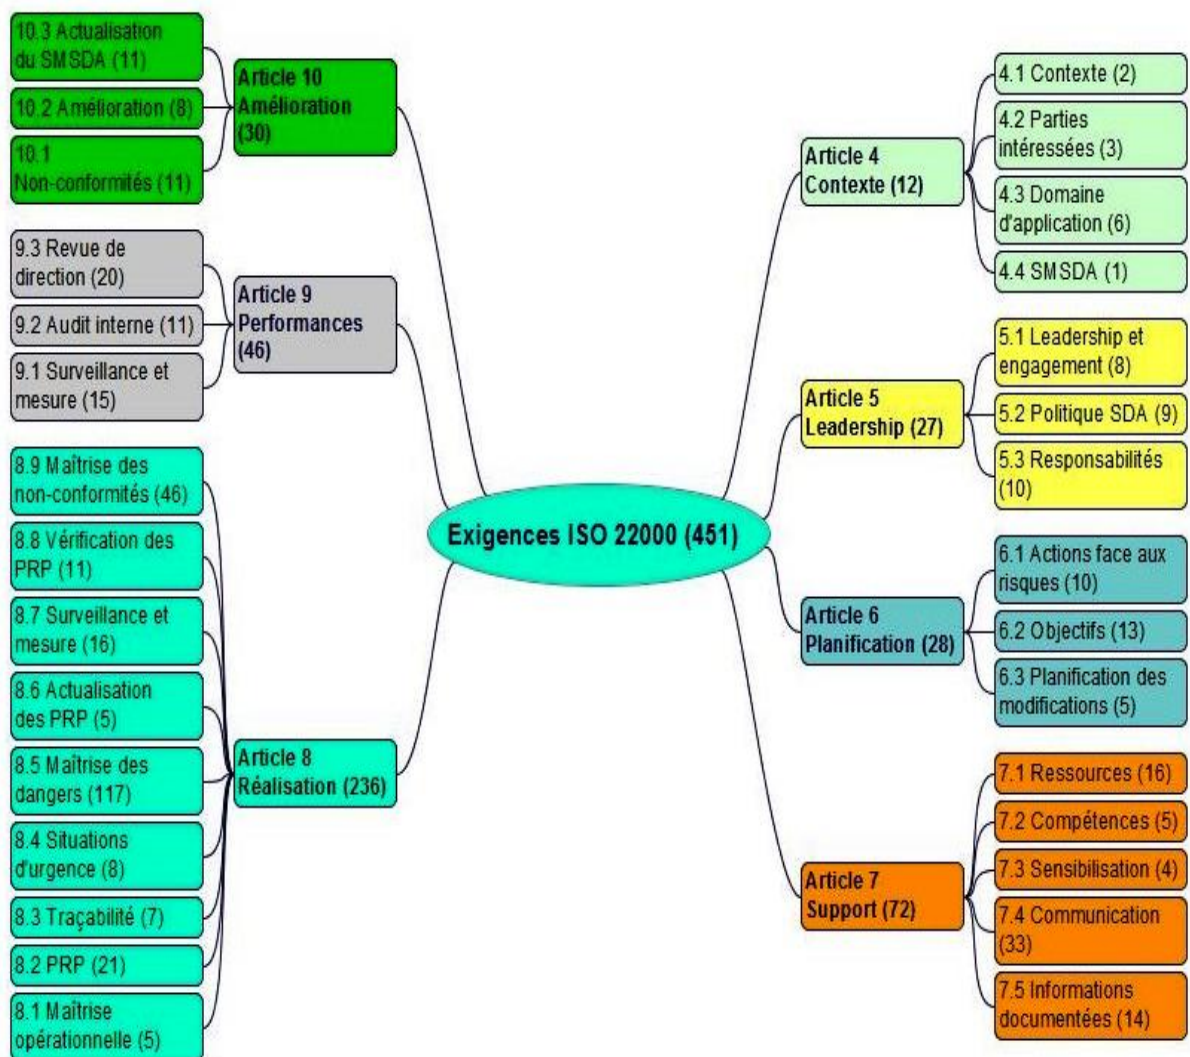 Exigences ISO 22000 (451)
Article 4
Contexte (12)
4.1 Contexte (2)
4.2 Parties
intéressées (3)
4.3 Domaine
d'application (6)
4.4 SMSDA (1)
Article 5
Leadership (27)
5.1 Leadership et
engagement (8)
5.2 Politique SDA (9)
5.3 Responsabilités
(10)
Article 6
Planification (28)
6.1 Actions face aux
risques (10)
6.2 Objectifs (13)
6.3 Planification des
modifications (5)
Article 7
Support (72)
7.1 Ressources (16)
7.2 Compétences (5)
7.3 Sensibilisation (4)
7.4 Communication
(33)
7.5 Informations
documentées (14)
Article 8
Réalisation (236)
8.9 Maîtrise des
non-conformités (46)
8.8 Vérification des
PRP (11)
8.7 Surveillance et
mesure (16)
8.6 Actualisation
des PRP (5)
8.5 Maîtrise des
dangers (117)
8.4 Situations
d'urgence (8)
8.3 Traçabilité (7)
8.2 PRP (21)
8.1 Maîtrise
opérationnelle (5)
Article 9
Performances
(46)
9.3 Revue de
direction (20)
9.2 Audit interne (11)
9.1 Surveillance et
mesure (15)
Article 10
Amélioration
(30)
10.3 Actualisation
du SMSDA (11)
10.2 Amélioration (8)
10.1
Non-conformités (11)